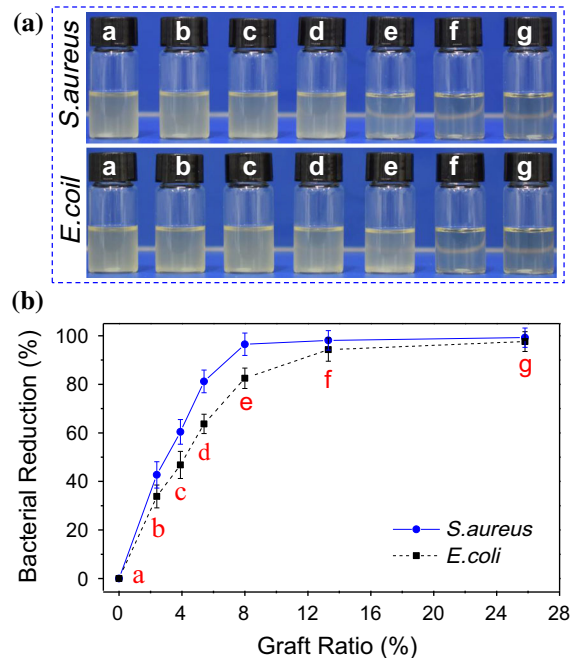 (a)
a b c d e f g
S.aureus
a b c d e f g
E.coil
(b)
100
80
60
40
20
0
Bacterial Reduction (%)
a
b
c
d
e
f
g
S.aureus
E.coli
0 4 8 12 16 20 24 28
Graft Ratio (%)